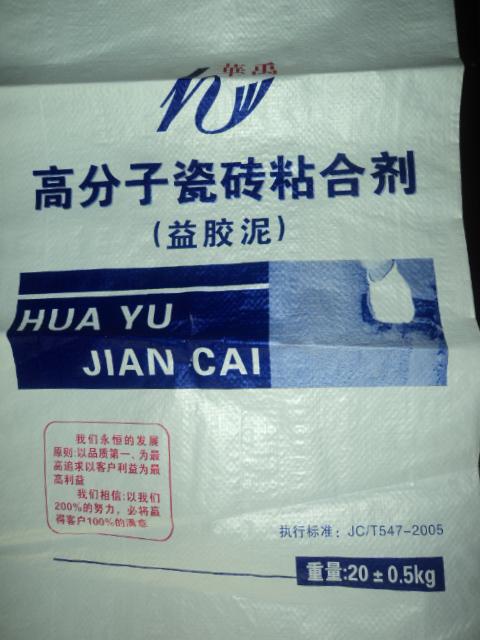 華禹
高分子瓷砖粘合剂
(益胶泥)
HUA YU
JIAN CAI
我们永恒的发展
原则:以品质第一、为最
高追求以客户利益为最
高利益
我们相信:以我们
200%的努力，必将赢
得客户100%的满意
执行标准：JC/T547-2005
重量:20±0.5kg